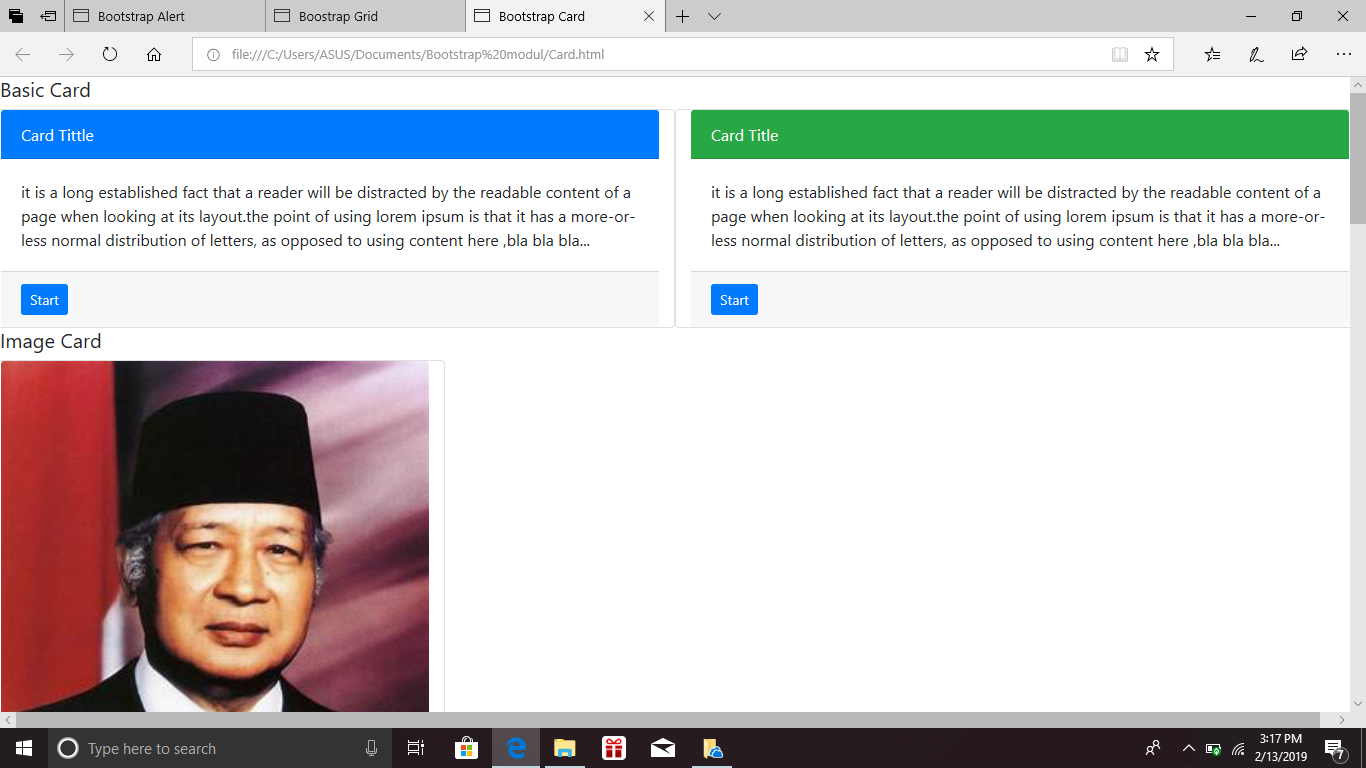 Bootstrap Alert
Boostrap Grid
Bootstrap Card
file:///C:/Users/ASUS/Documents/Bootstrap%20modul/Card.html
Basic Card
Card Tittle
it is a long established fact that a reader will be distracted by the readable content of a
page when looking at its layout.the point of using lorem ipsum is that it has a more-or-
less normal distribution of letters, as opposed to using content here ,bla bla bla...
Start
Card Title
it is a long established fact that a reader will be distracted by the readable content of a
page when looking at its layout.the point of using lorem ipsum is that it has a more-or-
less normal distribution of letters, as opposed to using content here ,bla bla bla...
Start
Image Card
Type here to search
3:17 PM
2/13/2019
7